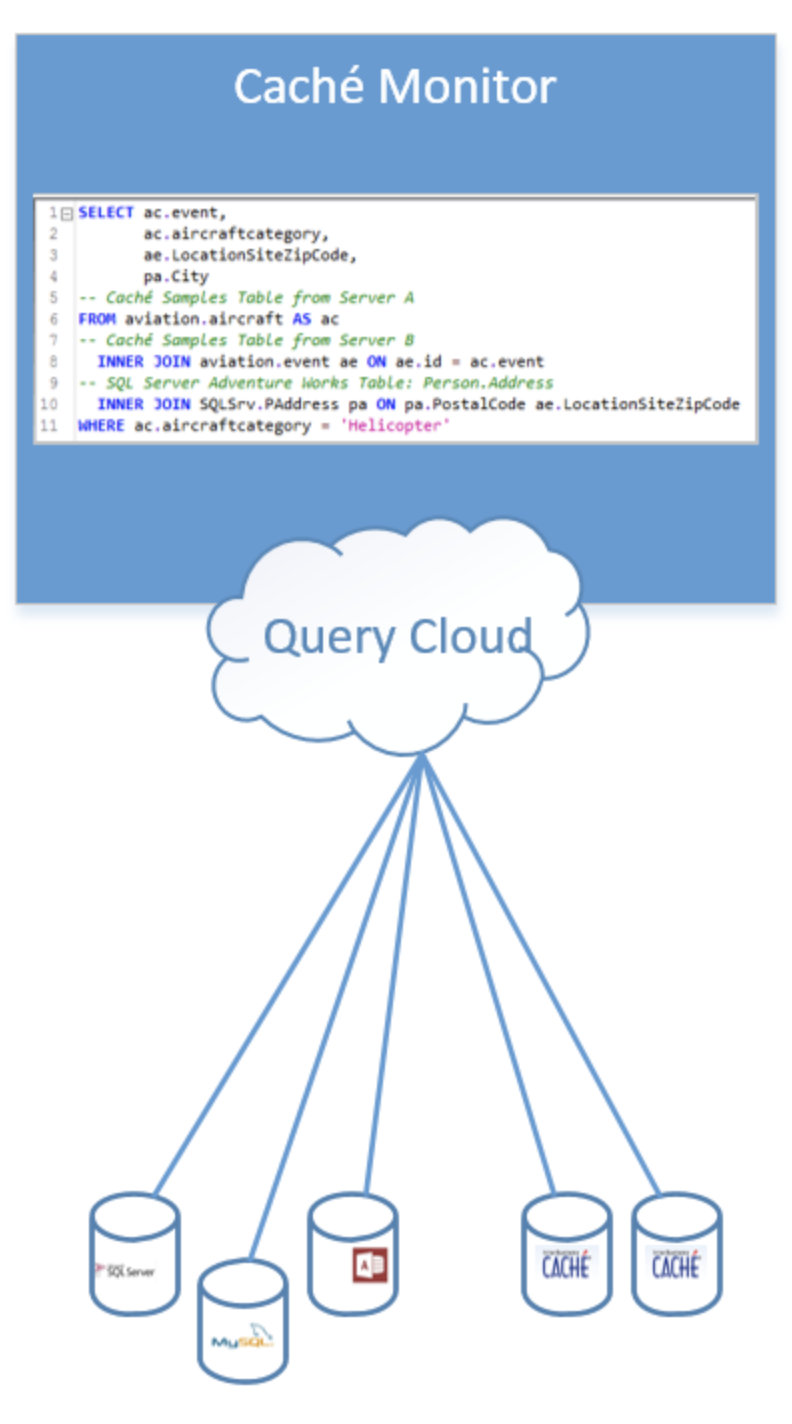 Caché Monitor
1 SELECT ac.event,
2 ac.aircraftcategory,
3 ae.LocationSiteZipCode,
4 pa.City
5 -- Caché Samples Table from Server A
6 FROM aviation.aircraft AS ac
7 -- Caché Samples Table from Server B
8 INNER JOIN aviation.event ae ON ae.id = ac.event
9 -- SQL Server Adventure Works Table: Person.Address
10 INNER JOIN SQLSrv.PAddress pa ON pa.PostalCode ae.LocationSiteZipCode
11 WHERE ac.aircraftcategory = 'Helicopter'
Query Cloud
SQL Server
MySQL
A
CACHÉ
CACHÉ